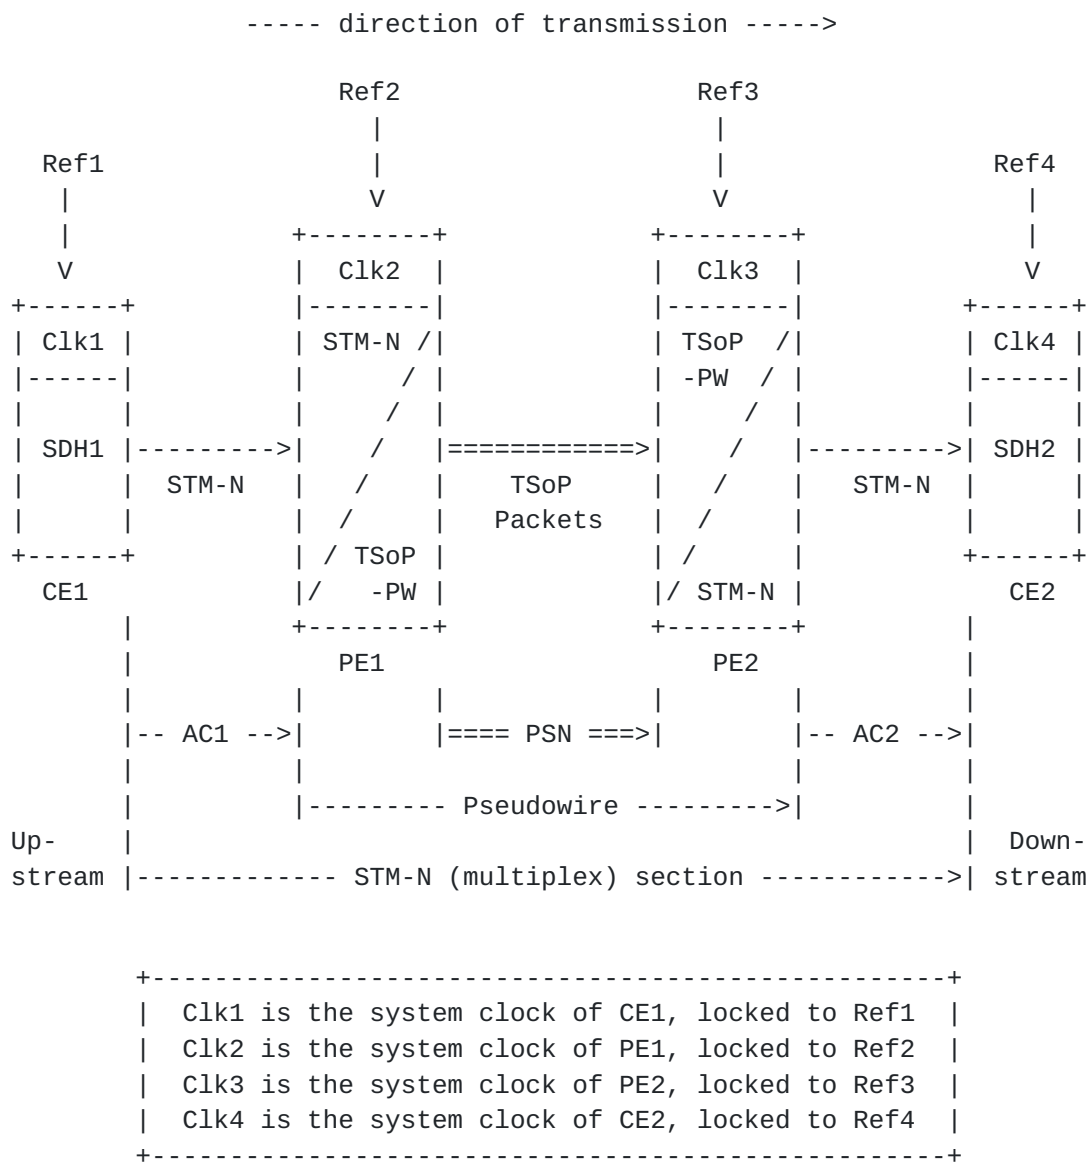 ----- direction of transmission ----->
Ref2 Ref3
Ref1 Ref4
Clk2 Clk3
Clk1 STM-N TSoP Clk4
-PW
SDH1 SDH2
STM-N TSoP STM-N
Packets
TSoP
CE1 -PW STM-N CE2
PE1 PE2
-- AC1 --> ==== PSN ===> -- AC2 -->
--------- Pseudowire --------->
Up- Down-
stream ------------- STM-N (multiplex) section ------------> stream
Clk1 is the system clock of CE1, locked to Ref1
Clk2 is the system clock of PE1, locked to Ref2
Clk3 is the system clock of PE2, locked to Ref3
Clk4 is the system clock of CE2, locked to Ref4